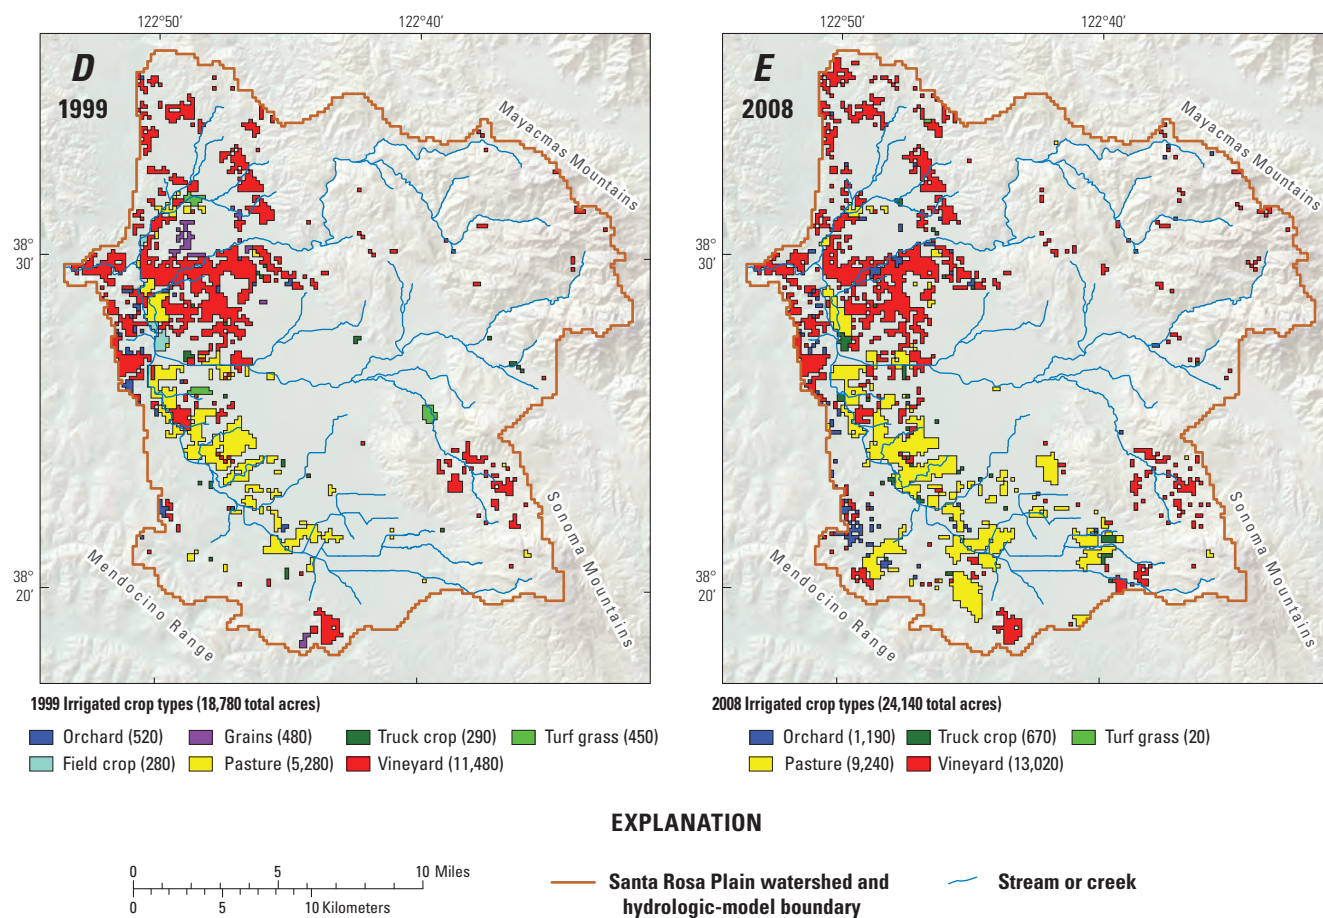 122°50′
122°40′
122°50′
122°40′
D
1999
E
2008
Mayacmas Mountains
Mayacmas Mountains
38°
30′
38°
30′
Sonoma Mountains
Sonoma Mountains
Mendocino Range
Mendocino Range
38°
20′
38°
20′
1999 Irrigated crop types (18,780 total acres)
Orchard (520)
Grains (480)
Truck crop (290)
Turf grass (450)
Field crop (280)
Pasture (5,280)
Vineyard (11,480)
2008 Irrigated crop types (24,140 total acres)
Orchard (1,190)
Truck crop (670)
Turf grass (20)
Pasture (9,240)
Vineyard (13,020)
EXPLANATION
0 5 10 Miles
0 5 10 Kilometers
Santa Rosa Plain watershed and
hydrologic-model boundary
Stream or creek